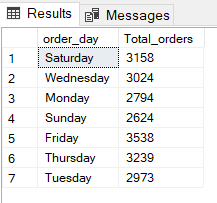 Results Messages
order_day Total_orders
1 Saturday 3158
2 Wednesday 3024
3 Monday 2794
4 Sunday 2624
5 Friday 3538
6 Thursday 3239
7 Tuesday 2973